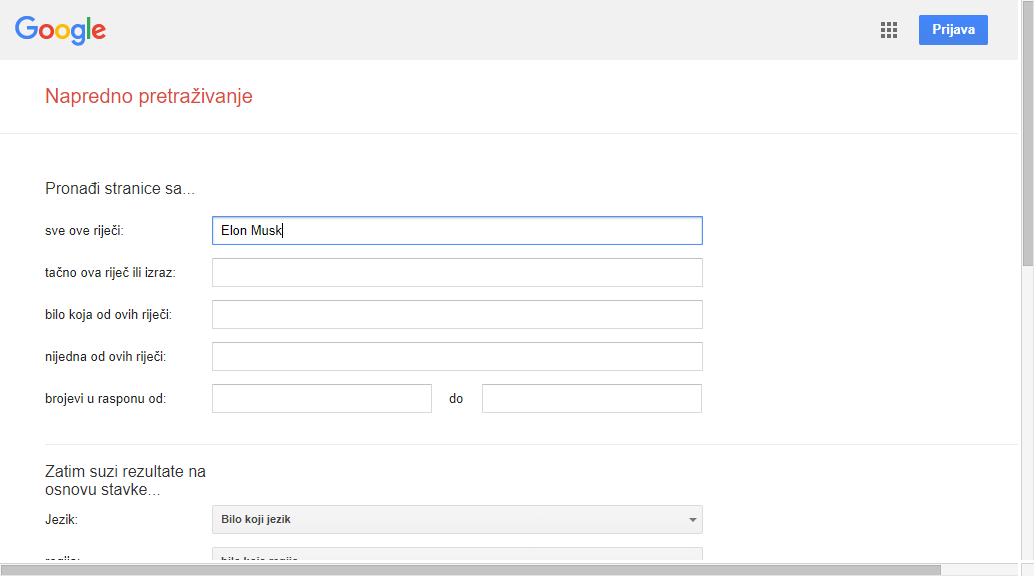 Google
Prijava
Napredno pretraživanje
Pronađi stranice sa...
sve ove riječi: Elon Musk
tačno ova riječ ili izraz:
bilo koja od ovih riječi:
nijedna od ovih riječi:
brojevi u rasponu od: do
Zatim suzi rezultate na
osnovu stavke...
Jezik: Bilo koji jezik